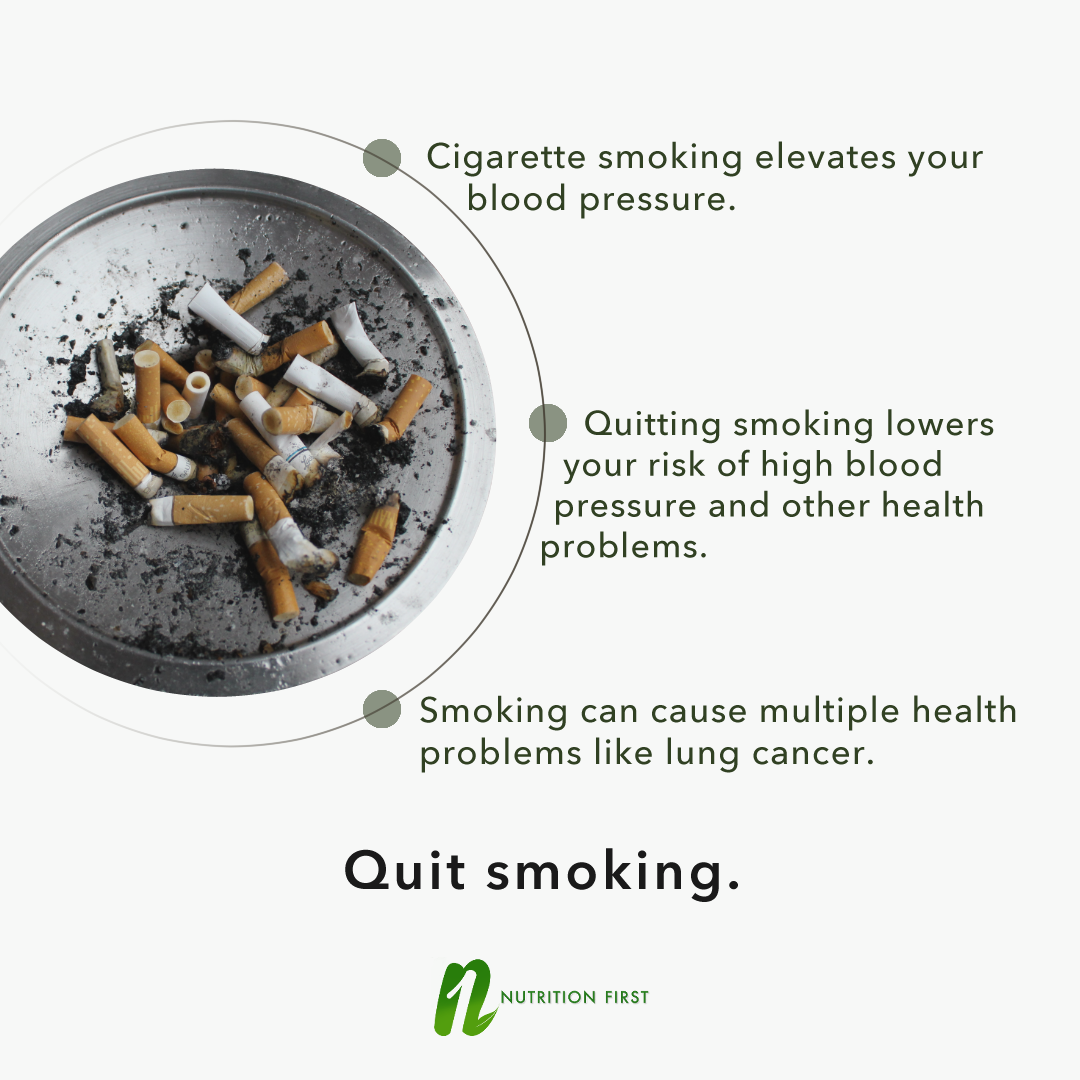 Cigarette smoking elevates your
blood pressure.
Quitting smoking lowers
your risk of high blood
pressure and other health
problems.
Smoking can cause multiple health
problems like lung cancer.
Quit smoking.
NUTRITION FIRST